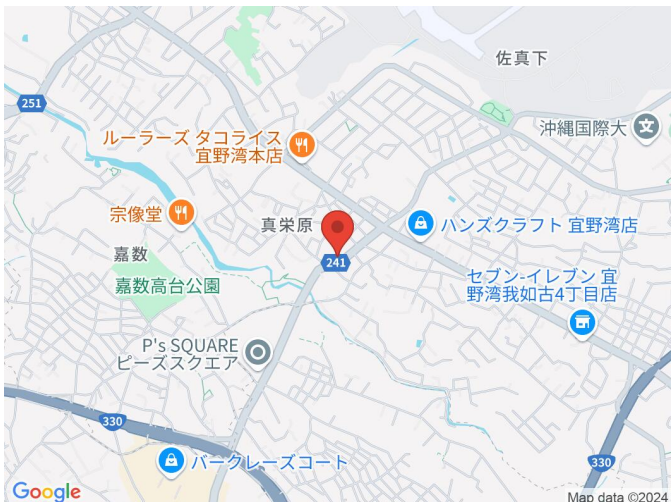 佐真下
251
沖縄国際大
ルーラーズ タコライス
宜野湾本店
宗像堂
真栄原
ハンズクラフト 宜野湾店
嘉数
241
セブン-イレブン 宜
野湾我如古4丁目店
嘉数高台公園
P's SQUARE
ピーズスクエア
330
バークレーズコート
330
Google
Map data ©2024